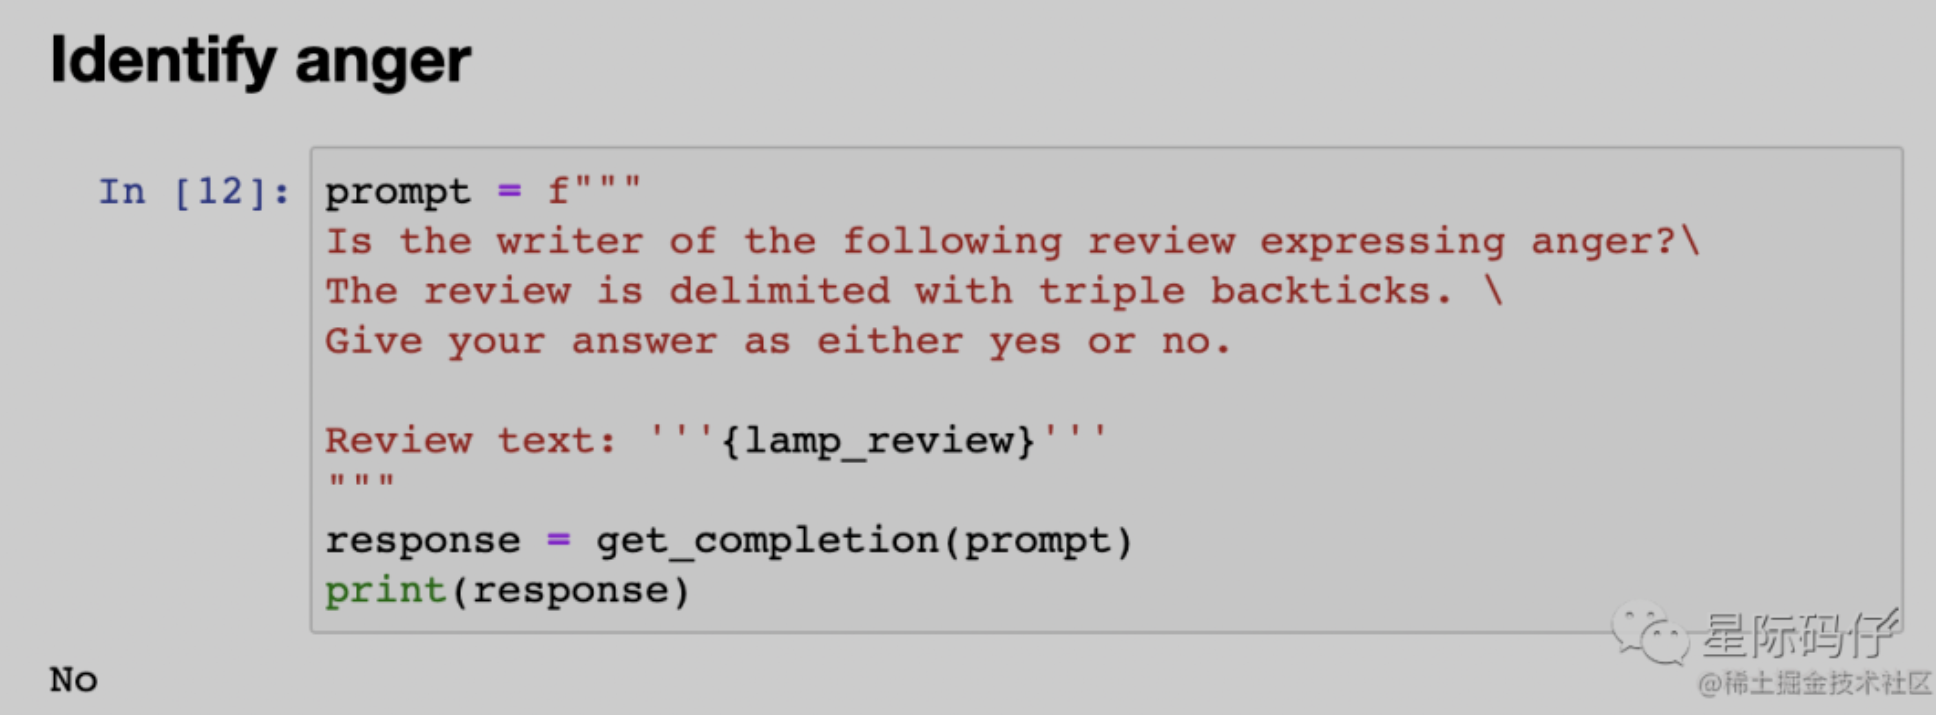 Identify anger
In [12]:
prompt = f"""
Is the writer of the following review expressing anger?\
The review is delimited with triple backticks. \
Give your answer as either yes or no.
Review text: '''{lamp_review}'''
"""
response = get_completion(prompt)
print(response)
No
星际码仔
@稀土掘金技术社区